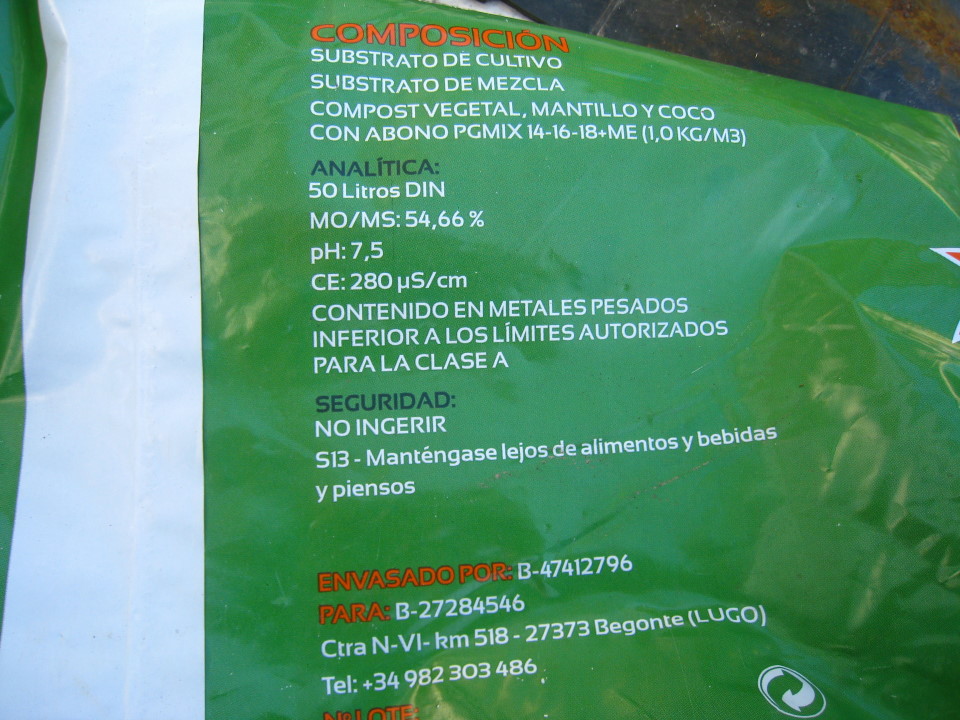 COMPOSICIÓN
SUBSTRATO DE CULTIVO
SUBSTRATO DE MEZCLA
COMPOST VEGETAL, MANTILLO Y COCO
CON ABONO PGMIX 14-16-18+ME (1,0 KG/M3)
ANALÍTICA:
50 Litros DIN
MO/MS: 54,66 %
pH: 7,5
CE: 280 µS/cm
CONTENIDO EN METALES PESADOS
INFERIOR A LOS LÍMITES AUTORIZADOS
PARA LA CLASE A
SEGURIDAD:
NO INGERIR
S13 - Manténgase lejos de alimentos y bebidas
y piensos
ENVASADO POR: B-47412796
PARA: B-27284546
Ctra N-VI- km 518 - 27373 Begonte (LUGO)
Tel: +34 982 303 486
Nº LOTE: